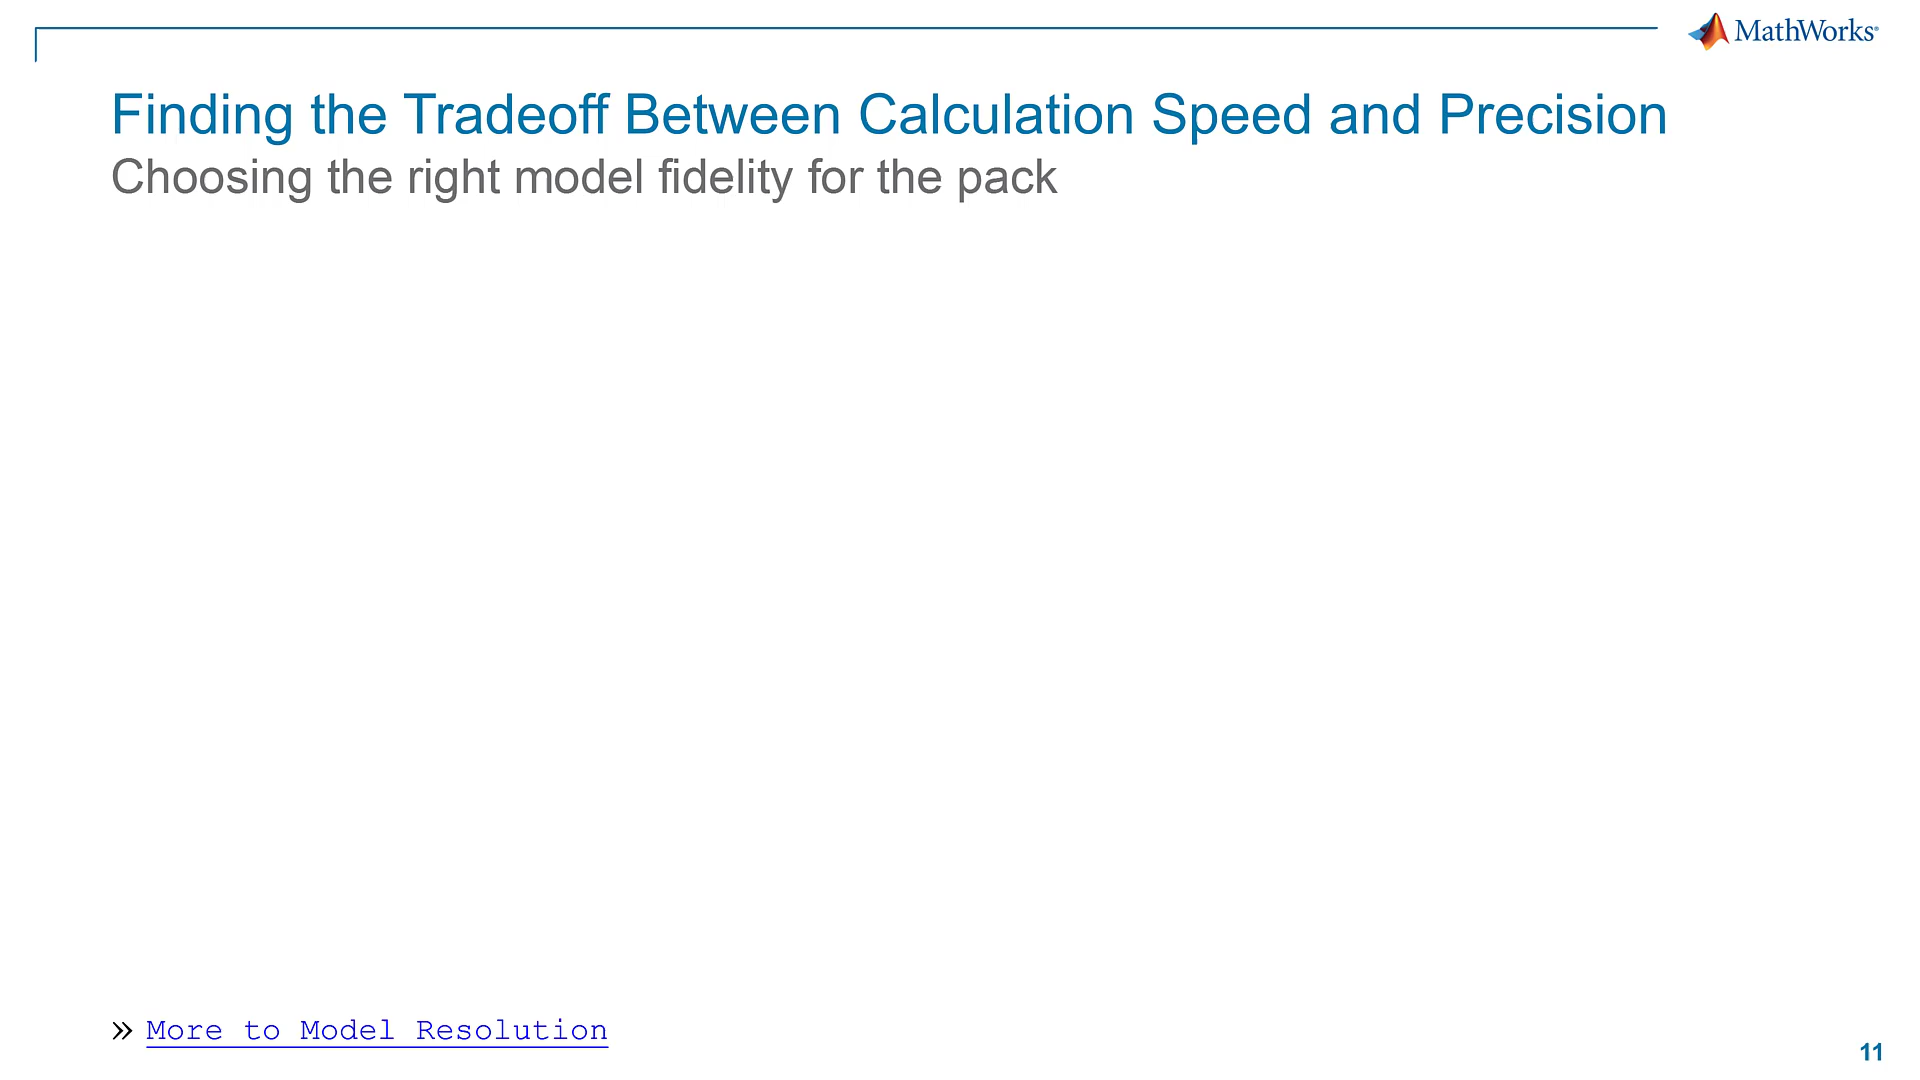 MathWorks®
Finding the Tradeoff Between Calculation Speed and Precision
Choosing the right model fidelity for the pack
» More to Model Resolution
11